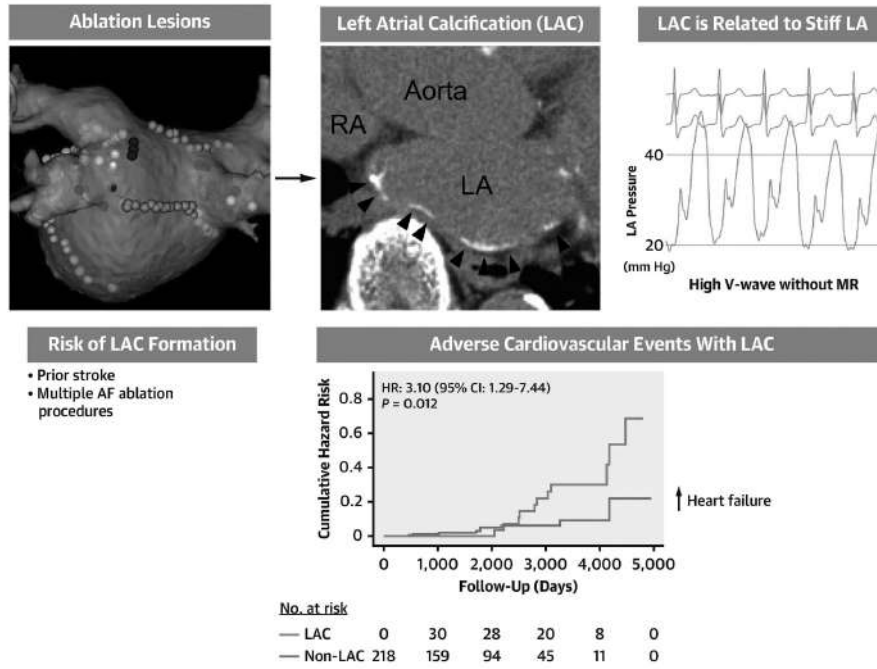 Ablation Lesions
Left Atrial Calcification (LAC)
LAC is Related to Stiff LA
Aorta
RA
LA
LA Pressure
40
20
(mm Hg)
High V-wave without MR
Risk of LAC Formation
• Prior stroke
• Multiple AF ablation
procedures
Adverse Cardiovascular Events With LAC
HR: 3.10 (95% CI: 1.29-7.44)
P = 0.012
Cumulative Hazard Risk
0.8
0.6
0.4
0.2
0
0 1,000 2,000 3,000 4,000 5,000
Follow-Up (Days)
Heart failure
No. at risk
LAC 0 30 28 20 8 0
Non-LAC 218 159 94 45 11 0